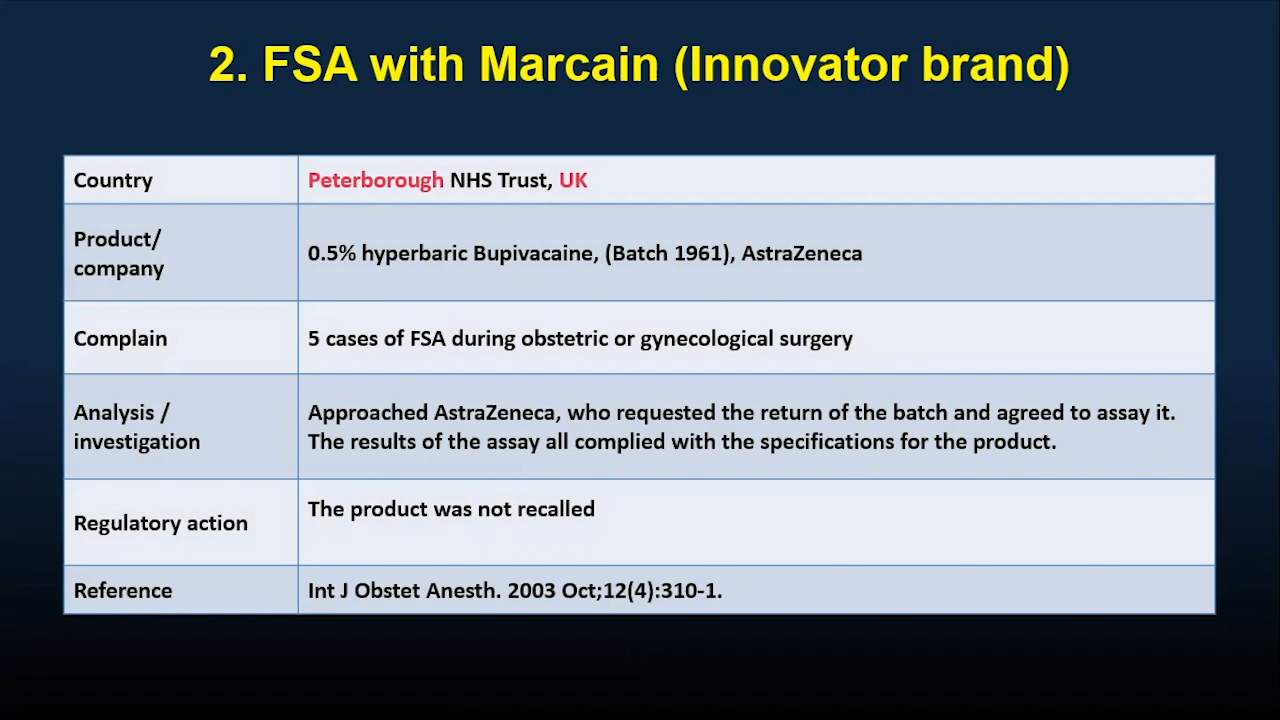 2. FSA with Marcain (Innovator brand)
Country
Peterborough NHS Trust, UK
Product/
company
0.5% hyperbaric Bupivacaine, (Batch 1961), AstraZeneca
Complain
5 cases of FSA during obstetric or gynecological surgery
Analysis /
investigation
Approached AstraZeneca, who requested the return of the batch and agreed to assay it.
The results of the assay all complied with the specifications for the product.
Regulatory action
The product was not recalled
Reference
Int J Obstet Anesth. 2003 Oct;12(4):310-1.